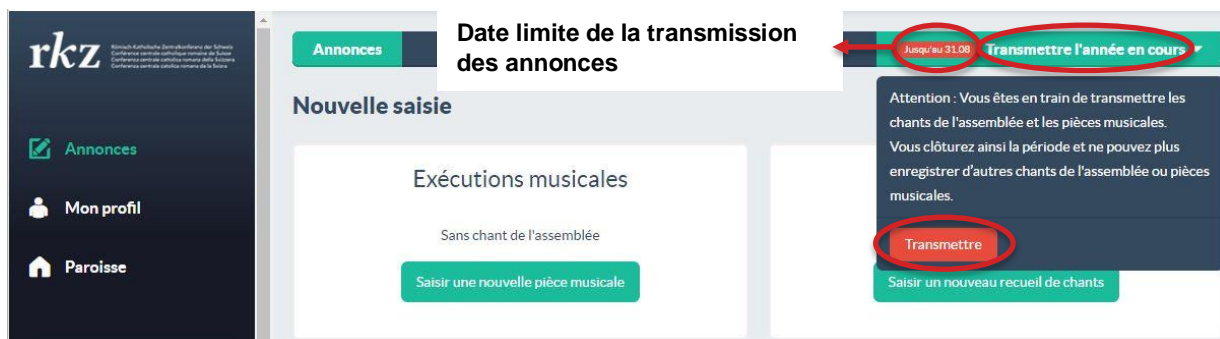 rkz
Römisch-Katholische Zentralkonferenz der Schweiz
Conférence centrale catholique romaine de Suisse
Conferenza centrale cattolica romana della Svizzera
Conferenza centrala catolica romana da la Svizra
Annonces
Mon profil
Paroisse
Annonces
Date limite de la transmission
des annonces
Jusqu'au 31.08
Transmettre l'année en cours
Nouvelle saisie
Exécutions musicales
Sans chant de l'assemblée
Saisir une nouvelle pièce musicale
Attention : Vous êtes en train de transmettre les
chants de l'assemblée et les pièces musicales.
Vous clôturez ainsi la période et ne pouvez plus
enregistrer d'autres chants de l'assemblée ou pièces
musicales.
Transmettre
Saisir un nouveau recueil de chants